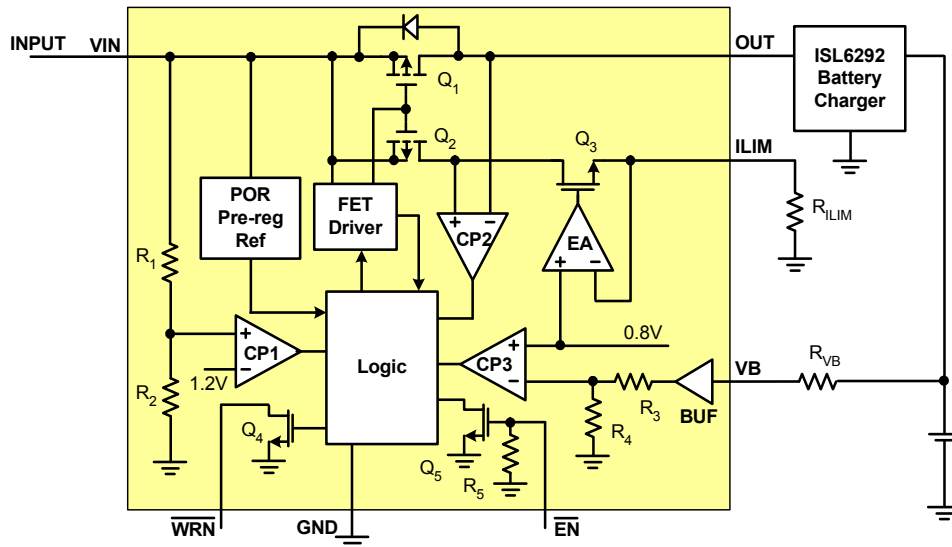 INPUT
VIN
OUT
ISL6292
Battery
Charger
Q1
Q2
Q3
ILIM
RILIM
POR
Pre-reg
Ref
FET
Driver
+
−
CP2
EA
+
−
R1
R2
+
−
CP1
1.2V
Logic
+
−
CP3
0.8V
VB
RVB
BUF
R3
R4
Q4
Q5
R5
WRN
GND
EN